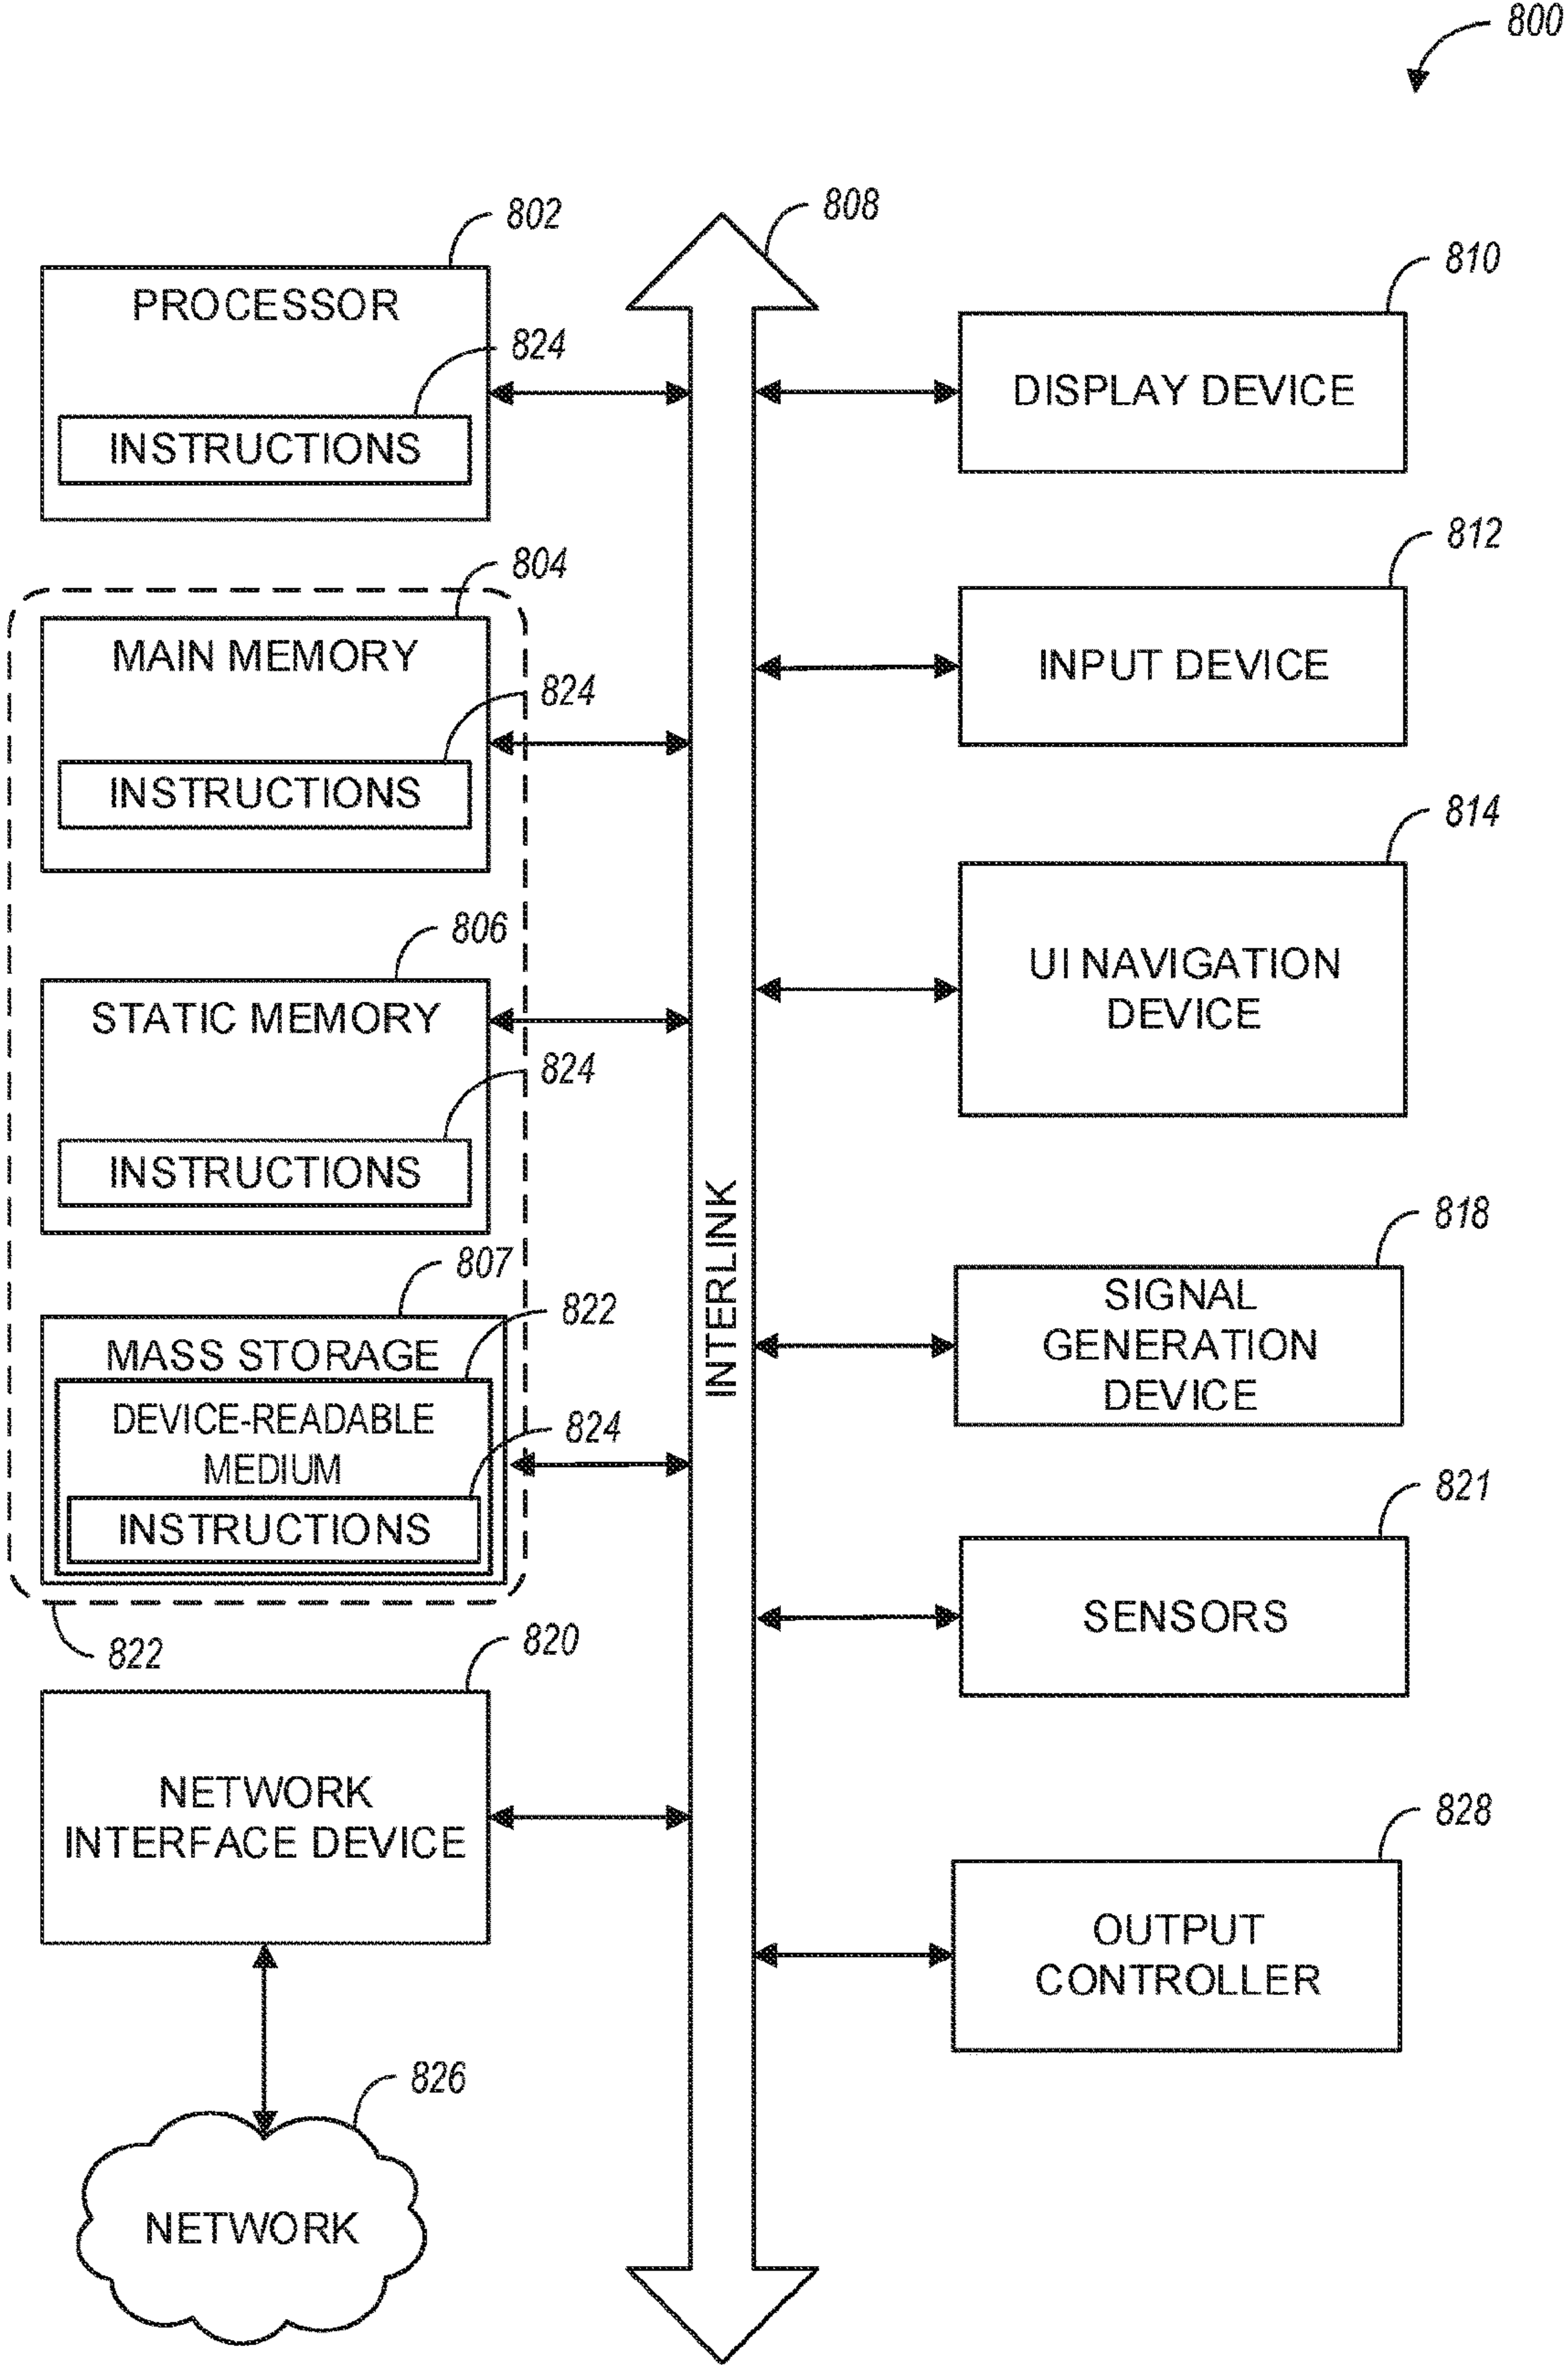 800
802
PROCESSOR
824
INSTRUCTIONS
804
MAIN MEMORY
824
INSTRUCTIONS
806
STATIC MEMORY
824
INSTRUCTIONS
807
MASS STORAGE
822
DEVICE-READABLE
MEDIUM
824
INSTRUCTIONS
822
820
NETWORK
INTERFACE DEVICE
826
NETWORK
808
INTERLINK
810
DISPLAY DEVICE
812
INPUT DEVICE
814
UI NAVIGATION
DEVICE
818
SIGNAL
GENERATION
DEVICE
821
SENSORS
828
OUTPUT
CONTROLLER